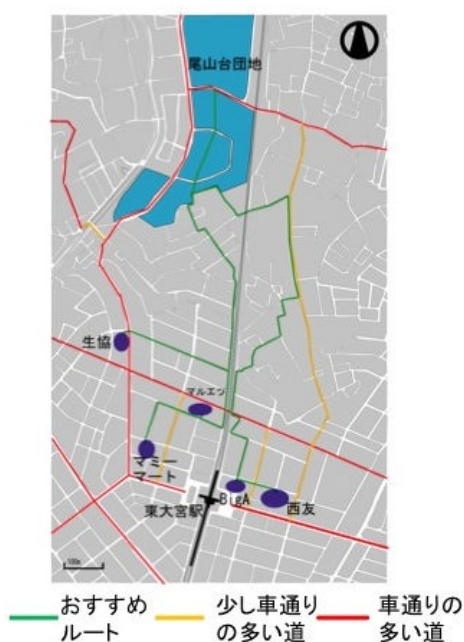 尾山台団地
生協
マルエツ
マミー
マート
東大宮駅
BigA
西友
100m
おすすめ
ルート
少し車通り
の多い道
車通りの
多い道